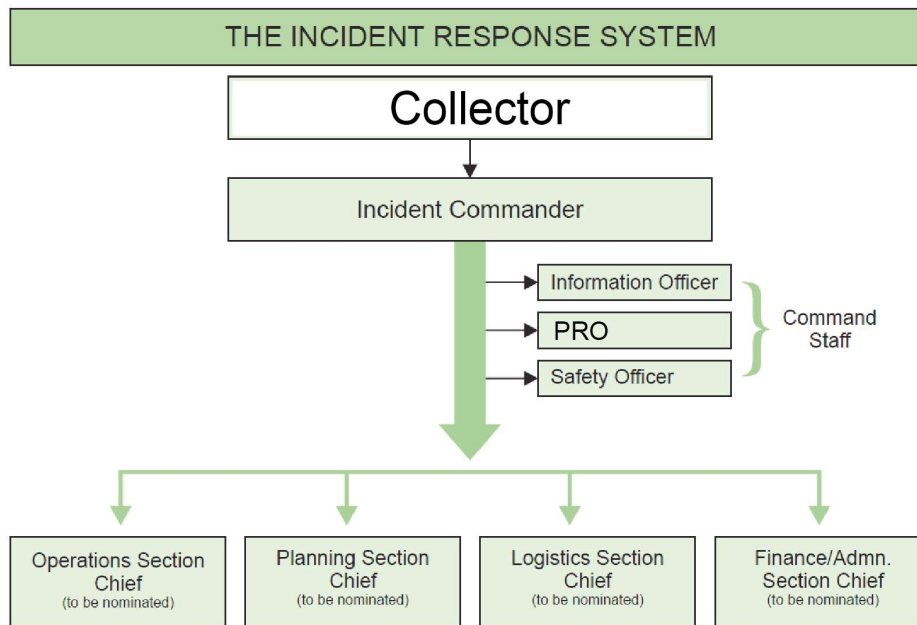 THE INCIDENT RESPONSE SYSTEM
Collector
Incident Commander
Information Officer
PRO
Safety Officer
Command
Staff
Operations Section
Chief
(to be nominated)
Planning Section
Chief
(to be nominated)
Logistics Section
Chief
(to be nominated)
Finance/Admn.
Section Chief
(to be nominated)